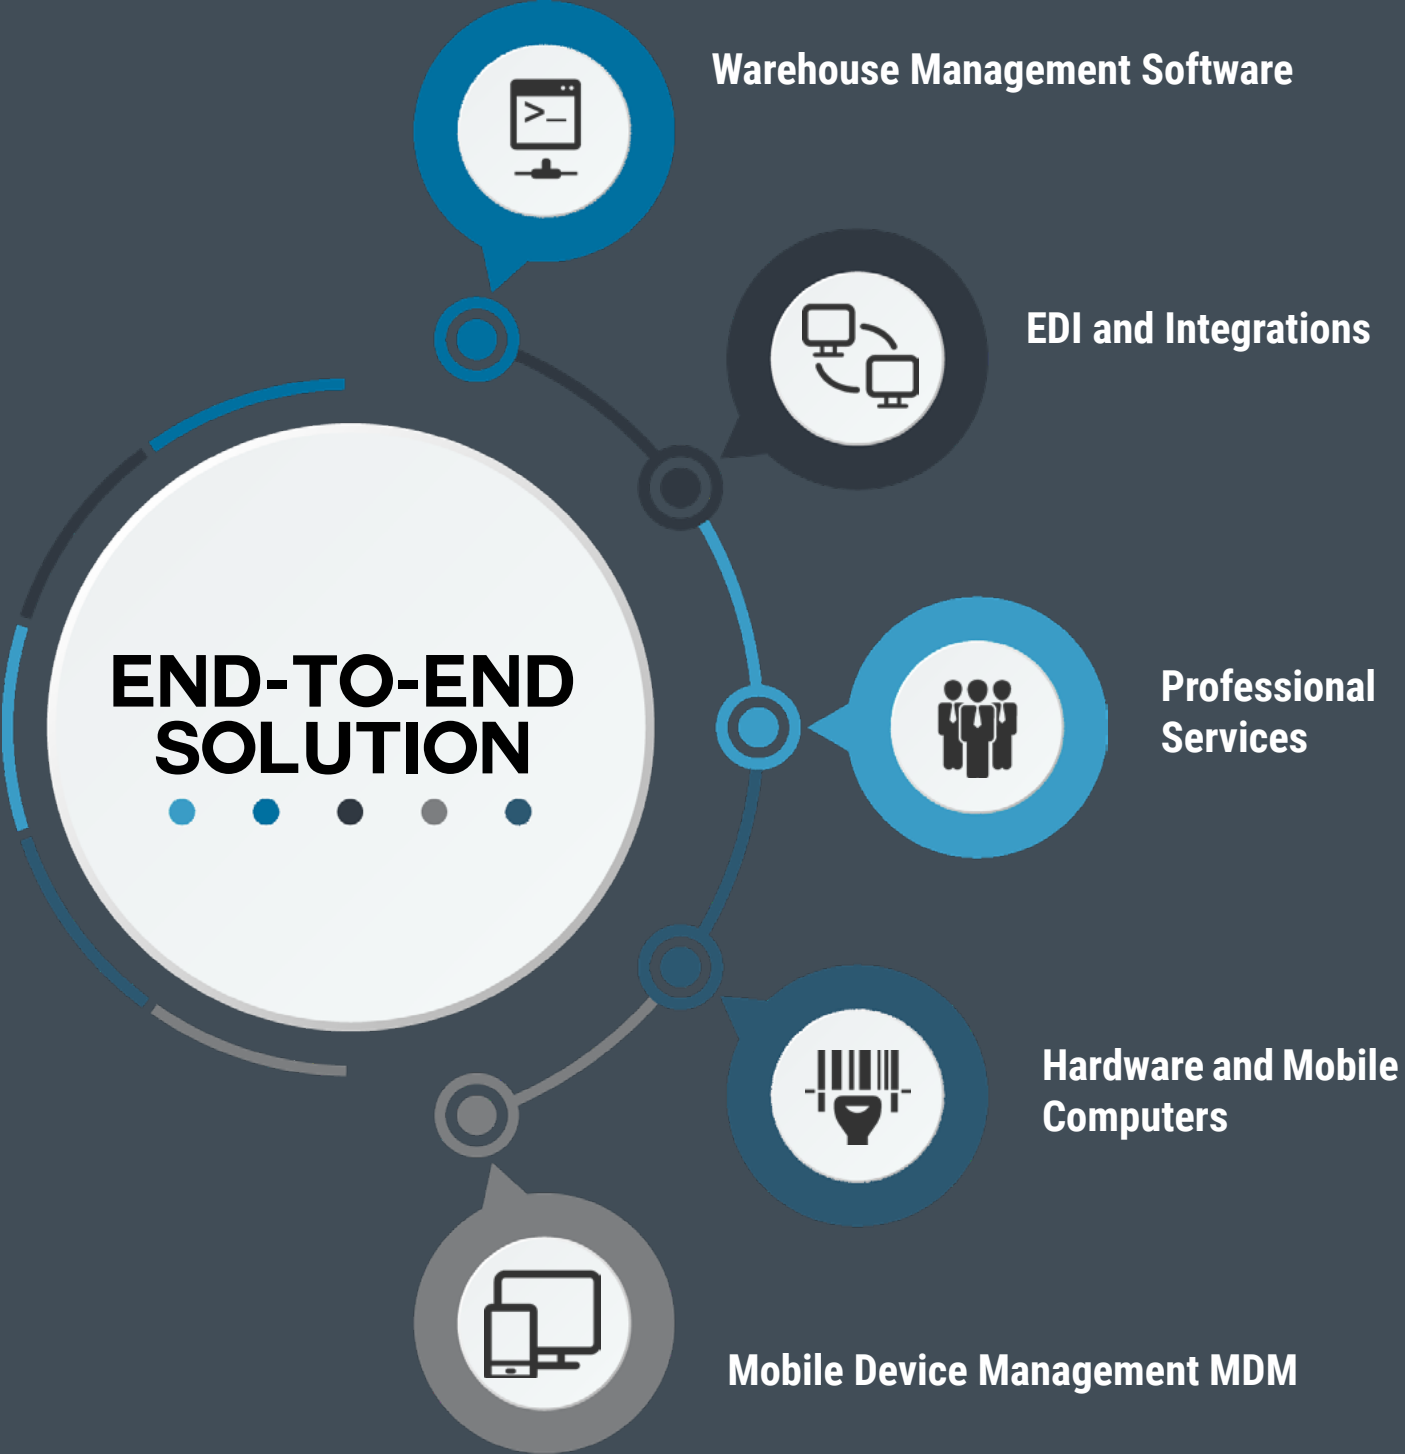 Warehouse Management Software
EDI and Integrations
END-TO-END
SOLUTION
Professional
Services
Hardware and Mobile
Computers
Mobile Device Management MDM